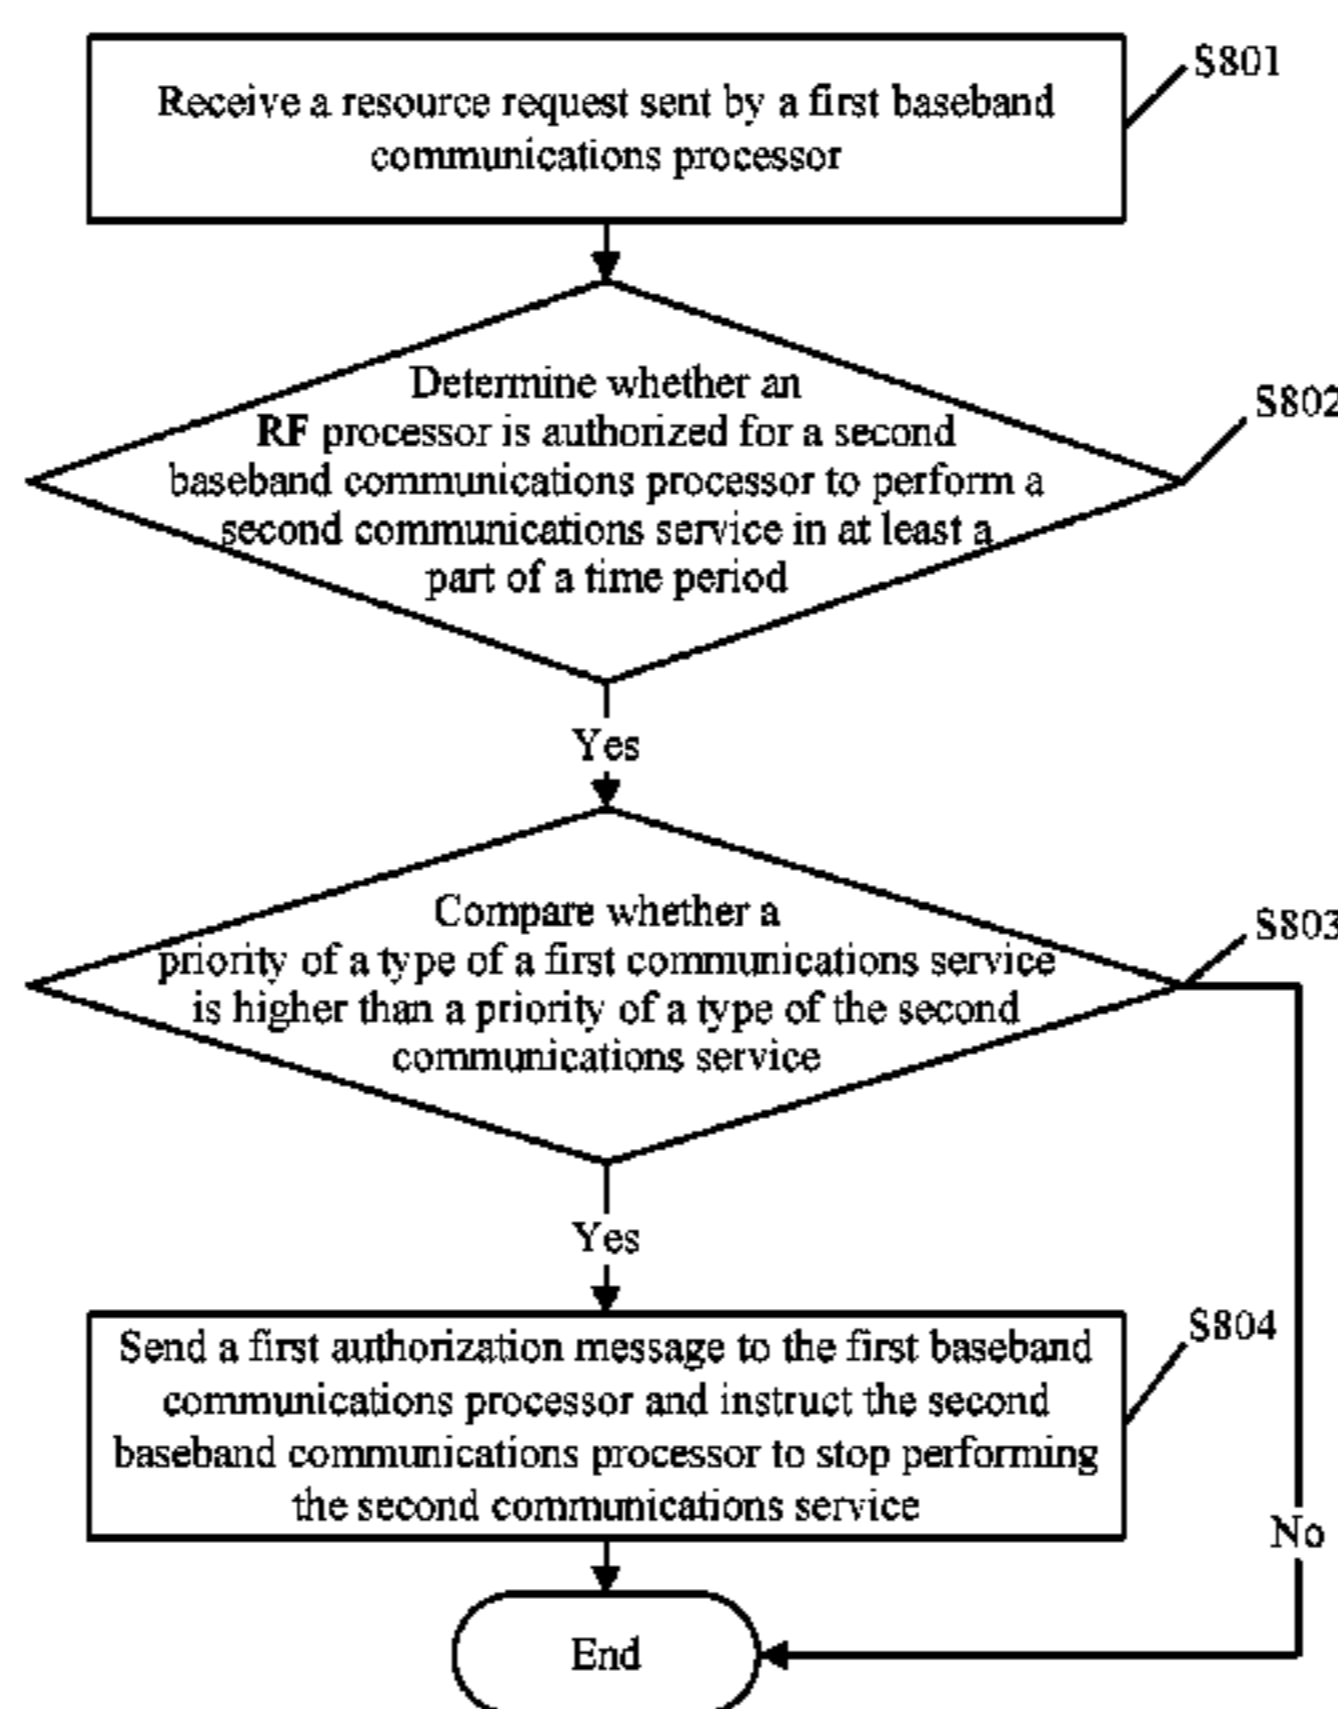 S801
Receive a resource request sent by a first baseband
communications processor
S802
Determine whether an
RF processor is authorized for a second
baseband communications processor to perform a
second communications service in at least a
part of a time period
Yes
S803
Compare whether a
priority of a type of a first communications service
is higher than a priority of a type of the second
communications service
Yes
S804
Send a first authorization message to the first baseband
communications processor and instruct the second
baseband communications processor to stop performing
the second communications service
No
End